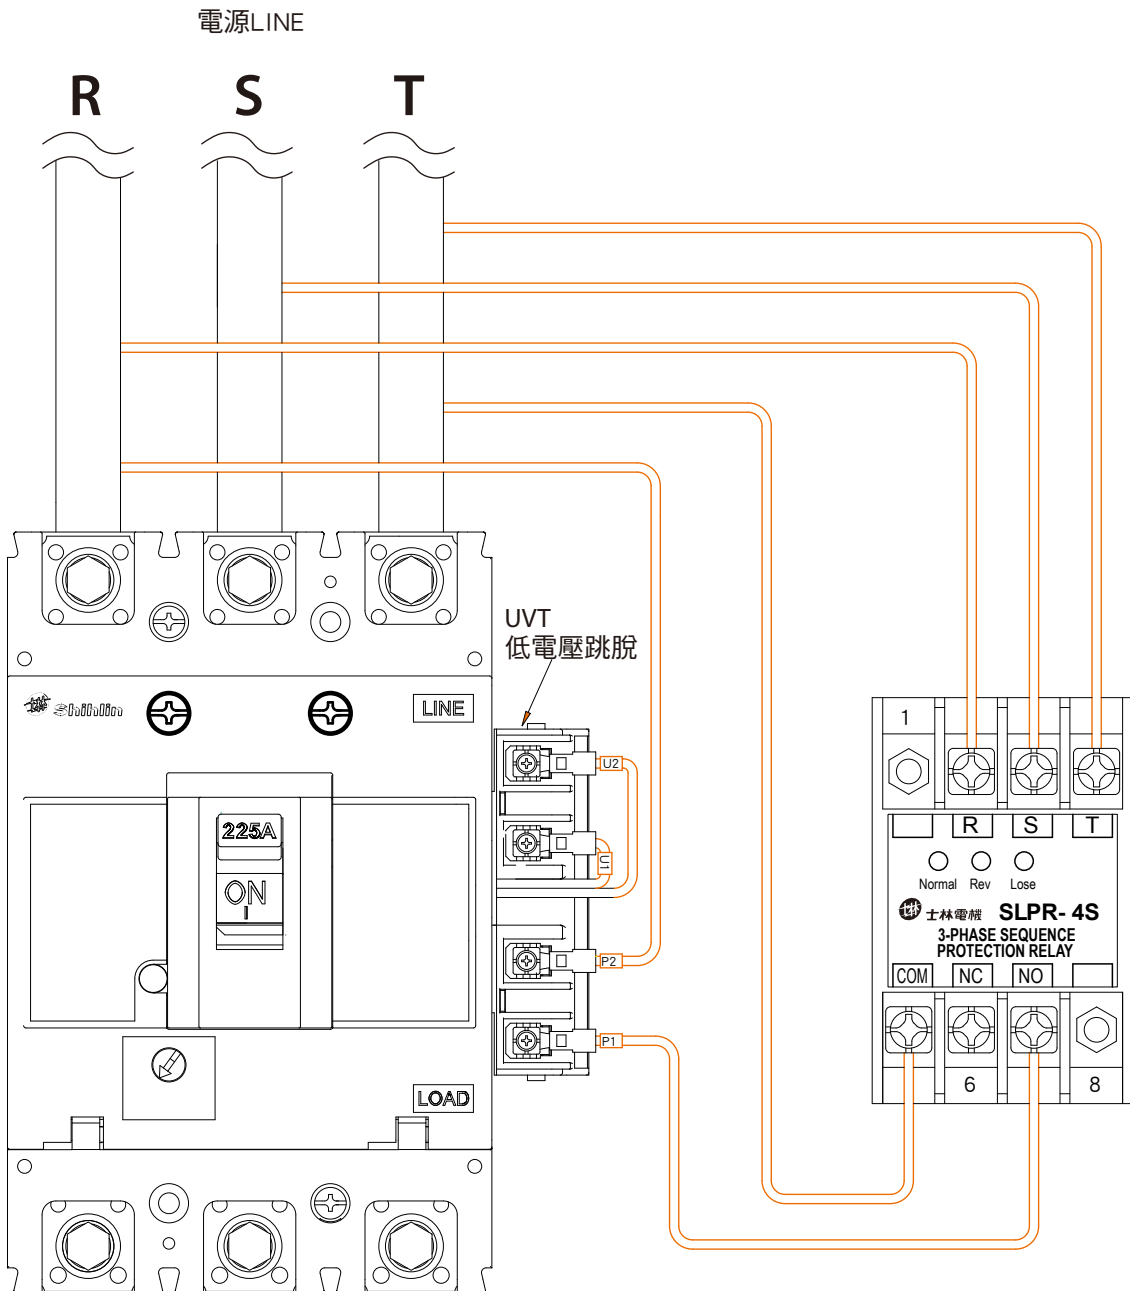 電源LINE
R S T
UVT
低電壓跳脫
Shihlin
LINE
U2
225A
U1
ON
I
P2
P1
LOAD
1
R S T
Normal Rev Lose
士林電機 SLPR- 4S
3-PHASE SEQUENCE
PROTECTION RELAY
COM NC NO
6 8